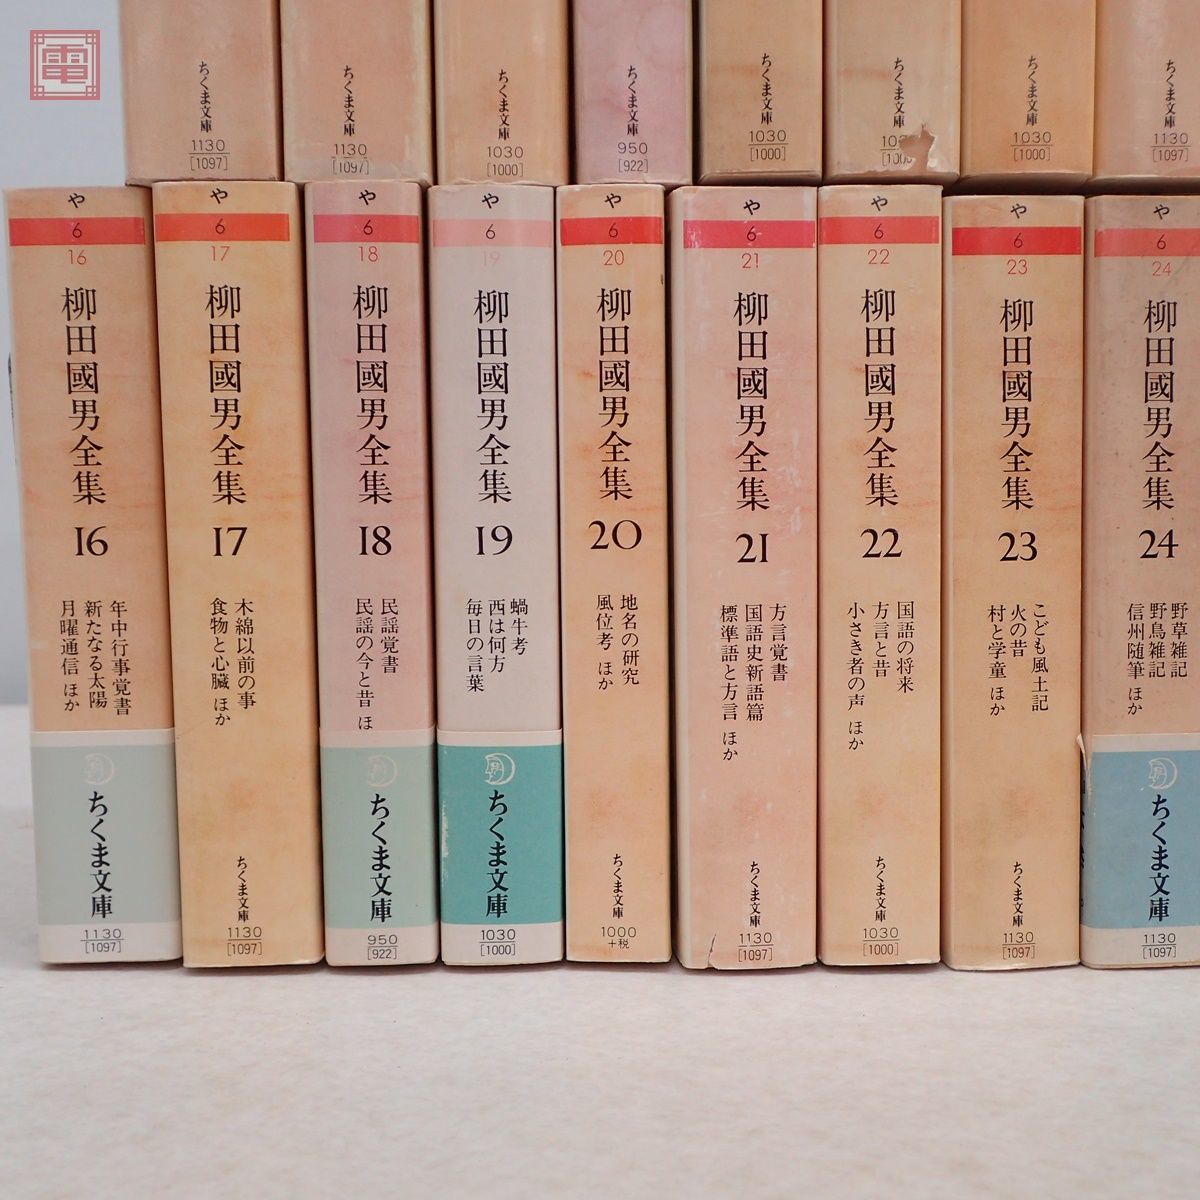 電
ちくま文庫
1130
[1097]
ちくま文庫
1130
[1097]
ちくま文庫
1030
[1000]
ちくま文庫
950
[922]
ちくま文庫
1030
[1000]
ちくま文庫
ちくま文庫
1030
[1000]
ちくま文庫
1130
[1097]
や
6
16
柳田國男全集
16
年中行事覚書
新たなる太陽
月曜通信 ほか
ちくま文庫
1130
[1097]
や
6
17
柳田國男全集
17
木綿以前の事
食物と心臓 ほか
ちくま文庫
1130
[1097]
や
6
18
柳田國男全集
18
民謡覚書
民謡の今と昔 ほ
ちくま文庫
950
[922]
や
6
19
柳田國男全集
19
蝸牛考
西は何方
毎日の言葉
ちくま文庫
1030
[1000]
や
6
20
柳田國男全集
20
地名の研究
風位考 ほか
ちくま文庫
1000
+税
や
6
21
柳田國男全集
21
方言覚書
国語史新語篇
標準語と方言 ほか
ちくま文庫
1130
[1097]
や
6
22
柳田國男全集
22
国語の将来
方言と昔
小さき者の声 ほか
ちくま文庫
1030
[1000]
や
6
23
柳田國男全集
23
こども風土記
火の昔
村と学童 ほか
ちくま文庫
1130
[1097]
や
6
24
柳田國男全集
24
野草雑記
野鳥雑記
信州随筆 ほか
ちくま文庫
1130
[1097]